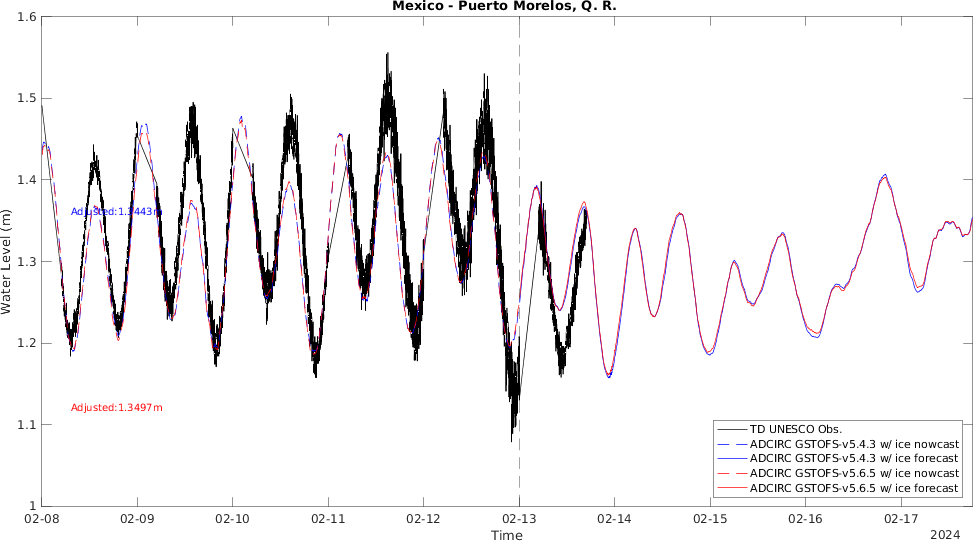 Mexico - Puerto Morelos, Q. R.
1.6
1.5
1.4
1.3
1.2
1.1
1
Water Level (m)
Adjusted:1.3443m
Adjusted:1.3497m
TD UNESCO Obs.
ADCIRC GSTOFS-v5.4.3 w/ ice nowcast
ADCIRC GSTOFS-v5.4.3 w/ ice forecast
ADCIRC GSTOFS-v5.6.5 w/ ice nowcast
ADCIRC GSTOFS-v5.6.5 w/ ice forecast
02-08 02-09 02-10 02-11 02-12 02-13 02-14 02-15 02-16 02-17
Time
2024